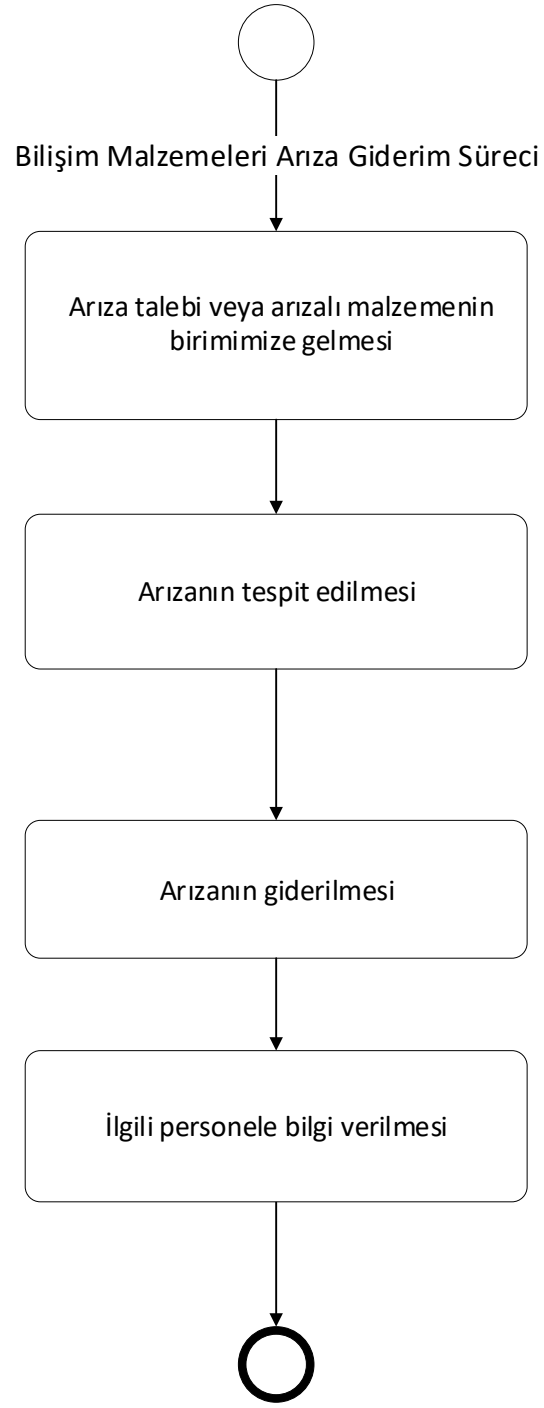 Bilişim Malzemeleri Arıza Giderim Süreci
Arıza talebi veya arızalı malzemenin
birimimize gelmesi
Arızanın tespit edilmesi
Arızanın giderilmesi
İlgili personele bilgi verilmesi